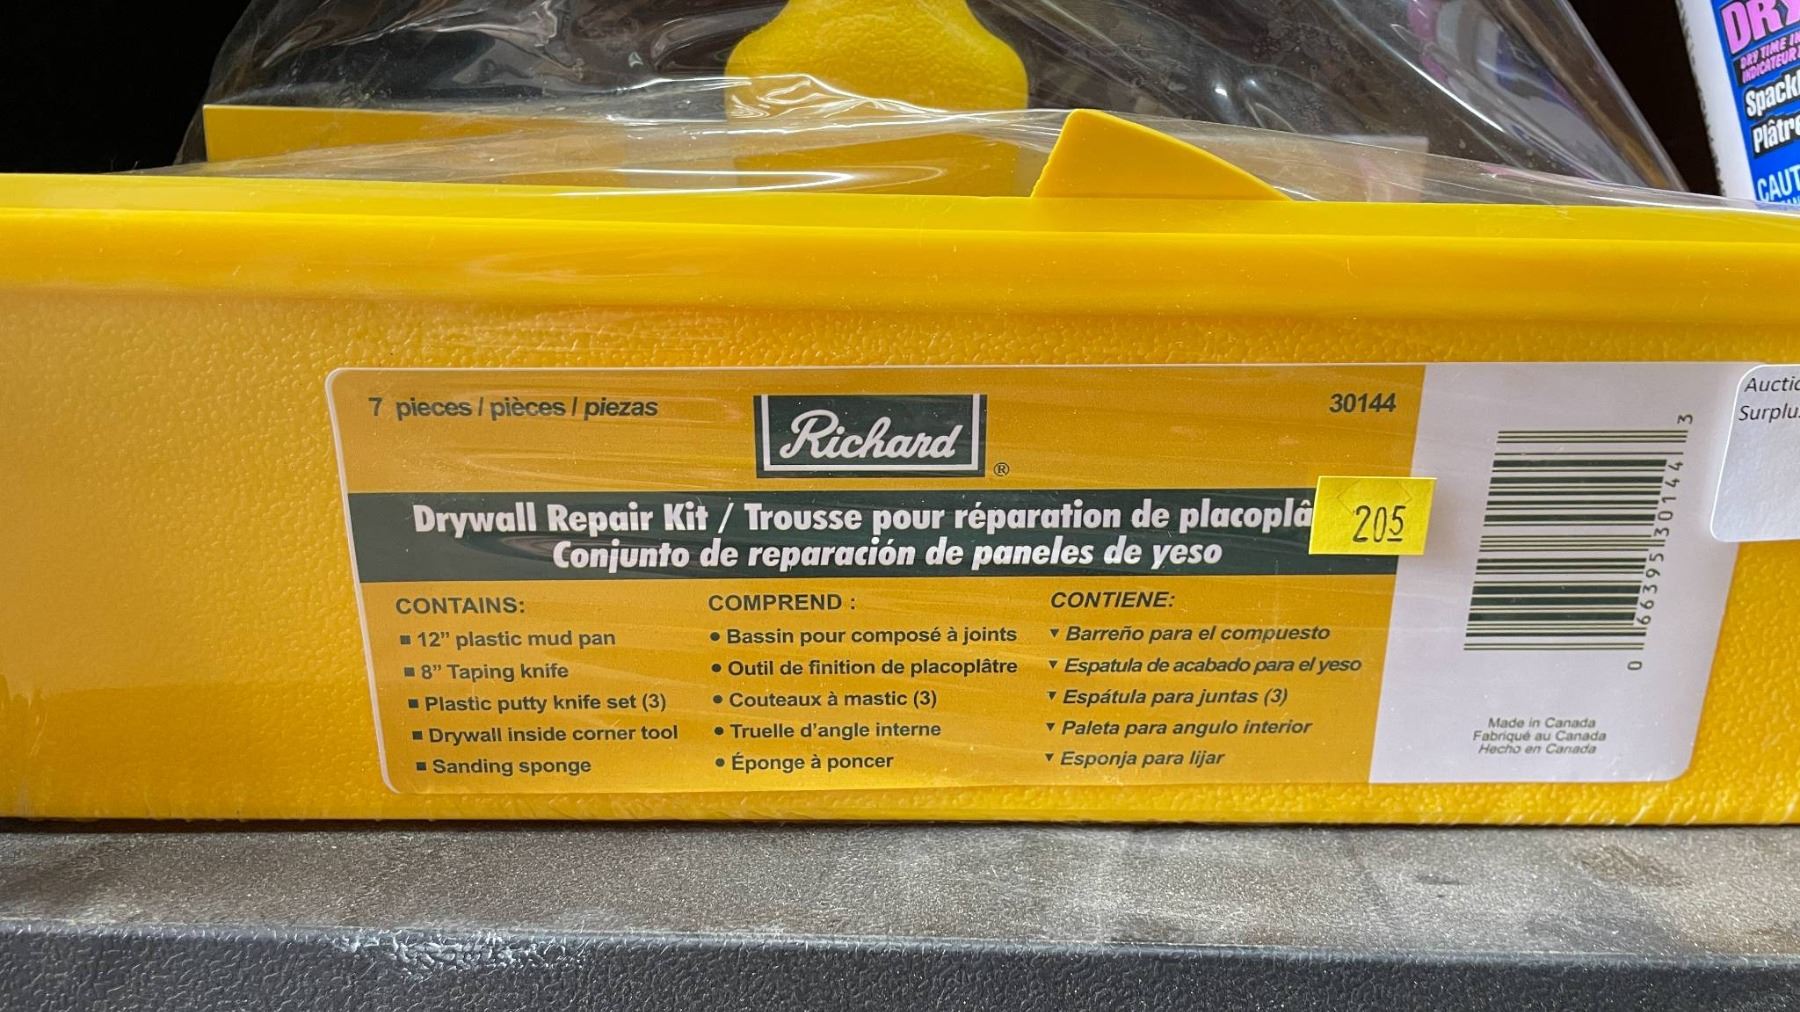 7 pieces / pièces / piezas
Richard
®
30144
Drywall Repair Kit / Trousse pour réparation de
Conjunto de reparación de paneles de yeso
205
CONTAINS:
▪ 12” plastic mud pan
▪ 8” Taping knife
▪ Plastic putty knife set (3)
▪ Drywall inside corner tool
▪ Sanding sponge
COMPREND :
• Bassin pour composé à joints
• Outil de finition de placoplâtre
• Couteaux à mastic (3)
• Truelle d’angle interne
• Éponge à poncer
CONTIENE:
▾ Barreño para el compuesto
▾ Espatula de acabado para el yeso
▾ Espátula para juntas (3)
▾ Paleta para angulo interior
▾ Esponja para lijar
0 66395 30144 3
Made in Canada
Fabriqué au Canada
Hecho en Canada
DRY TIME